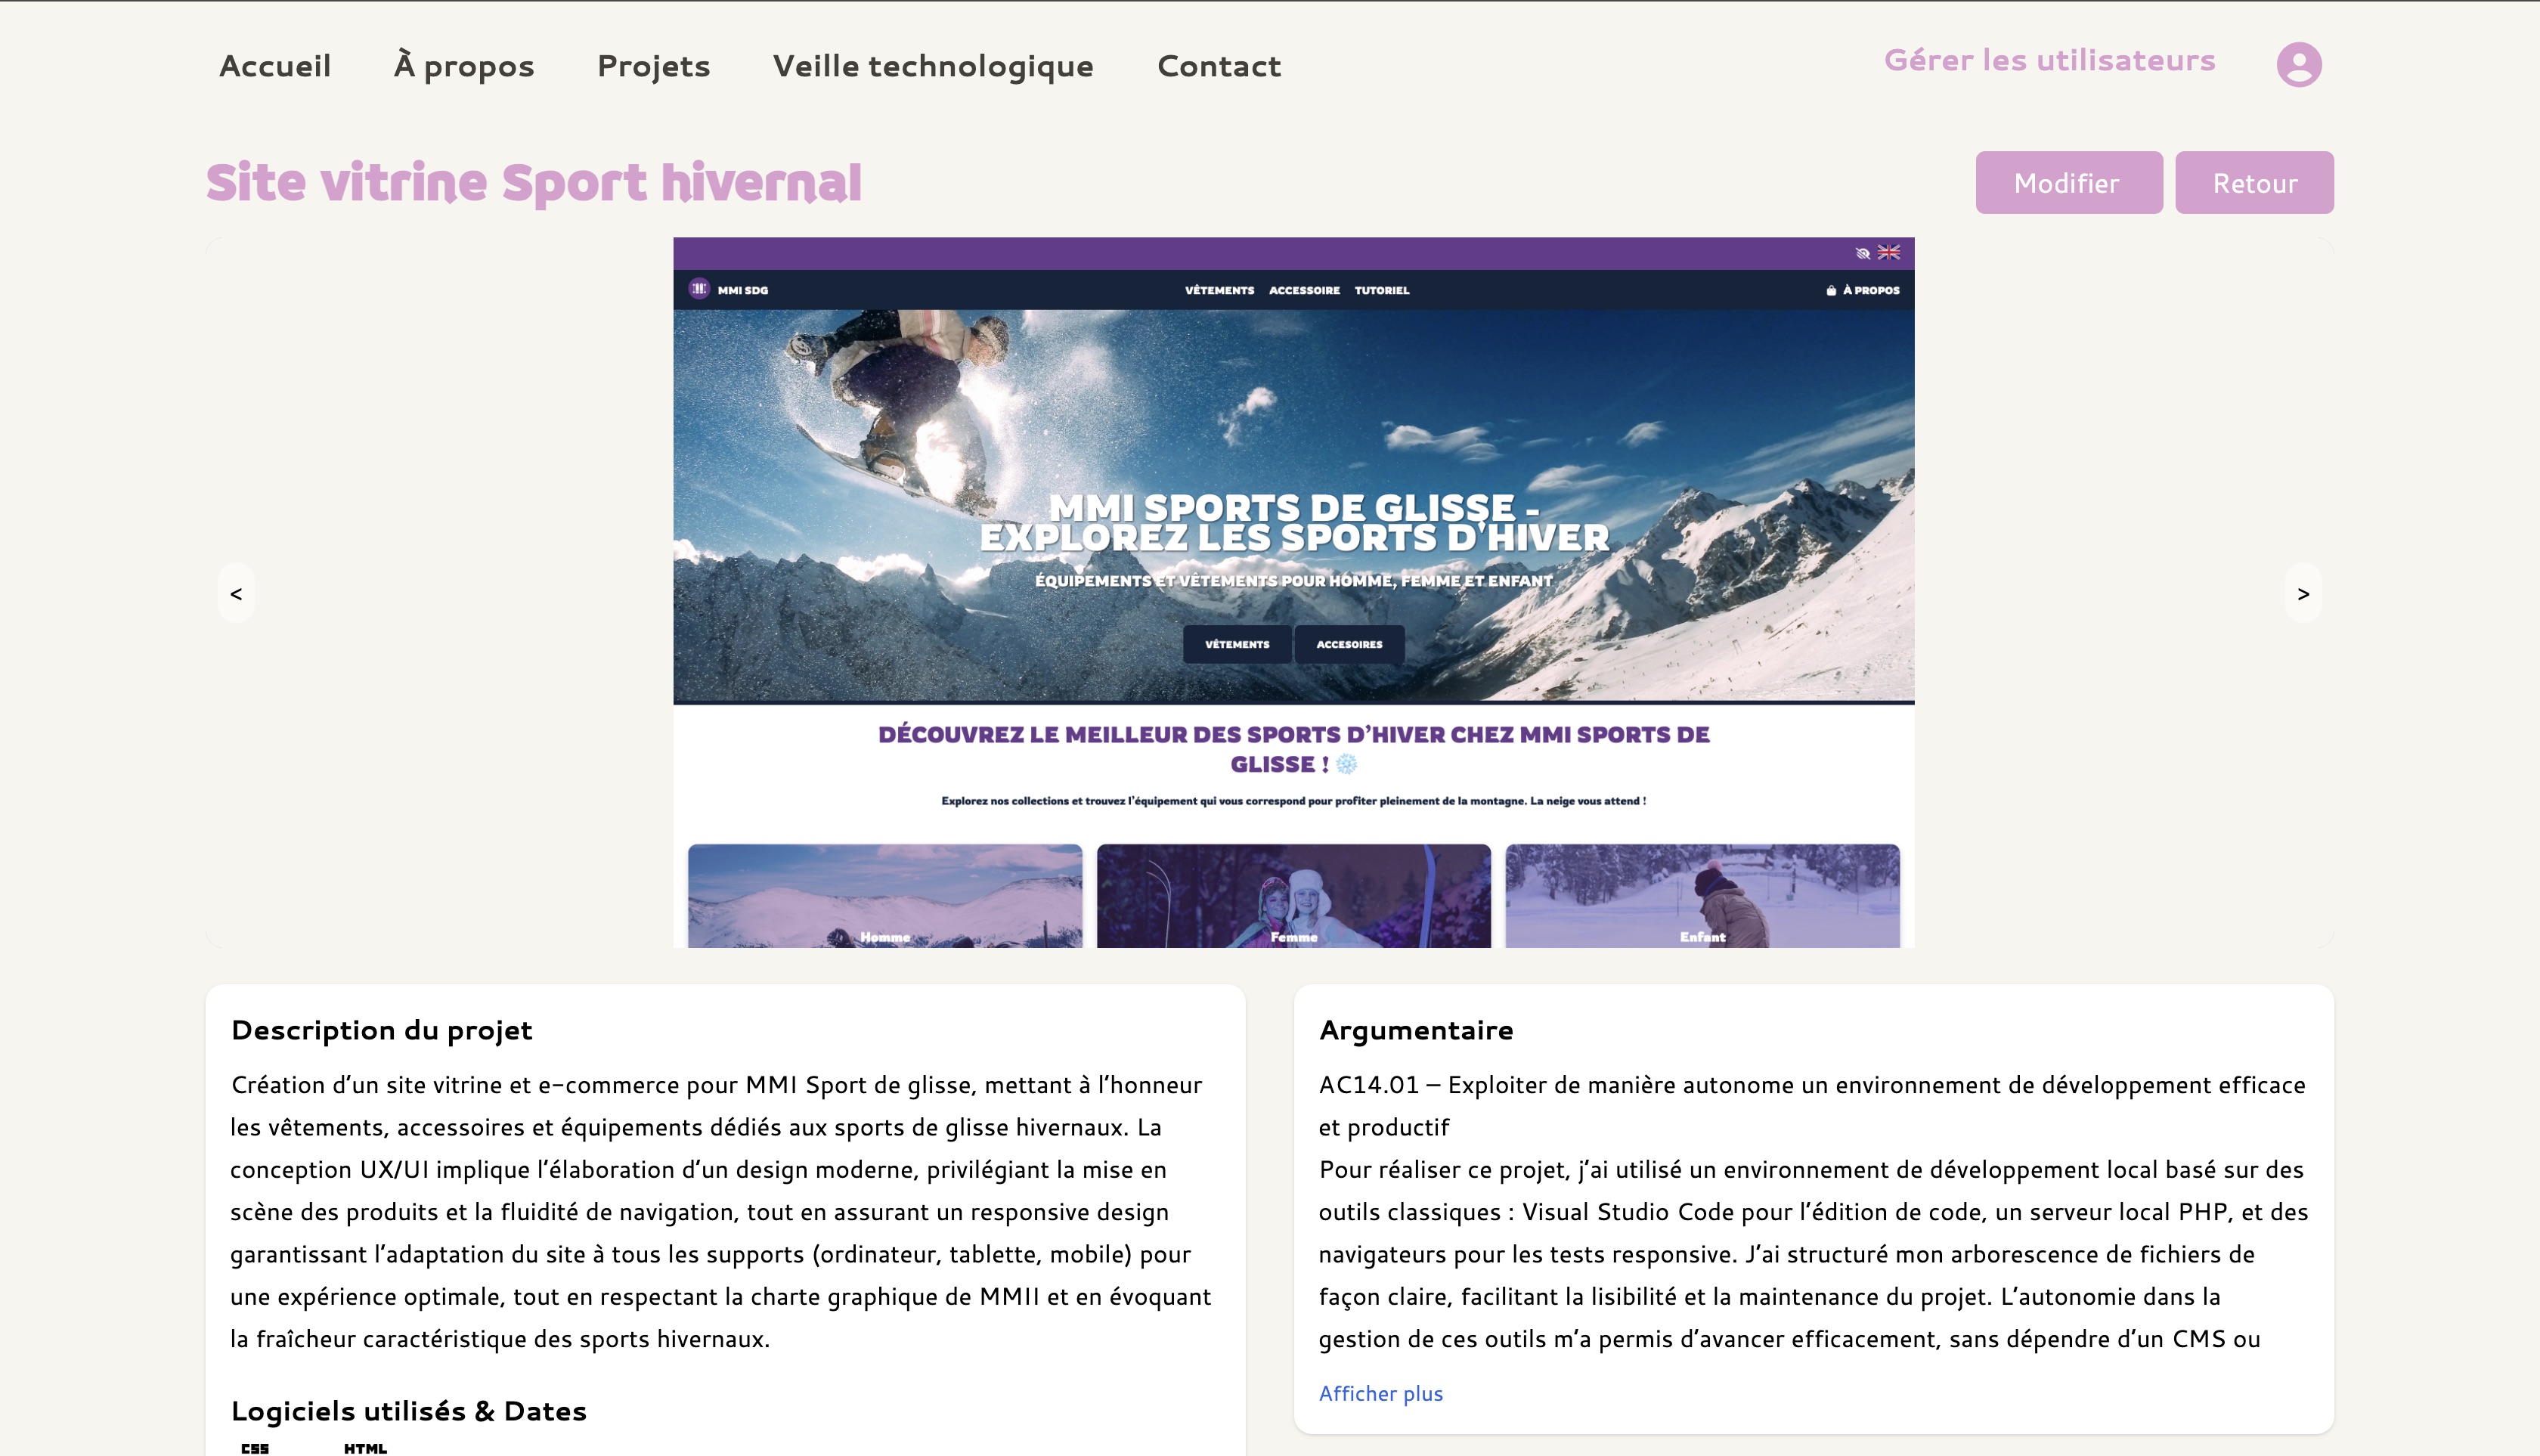 Accueil À propos Projets Veille technologique Contact Gérer les utilisateurs
Site vitrine Sport hivernal
Modifier Retour
MMI SDG VÊTEMENTS ACCESSOIRE TUTORIEL À PROPOS
MMI SPORTS DE GLISSE -
EXPLOREZ LES SPORTS D'HIVER
ÉQUIPEMENTS ET VÊTEMENTS POUR HOMME, FEMME ET ENFANT
< >
VÊTEMENTS ACCESOIRES
DÉCOUVREZ LE MEILLEUR DES SPORTS D'HIVER CHEZ MMI SPORTS DE
GLISSE ! ❄️
Explorez nos collections et trouvez l'équipement qui vous correspond pour profiter pleinement de la montagne. La neige vous attend !
Homme Femme Enfant
Description du projet
Création d'un site vitrine et e-commerce pour MMI Sport de glisse, mettant à l'honneur
les vêtements, accessoires et équipements dédiés aux sports de glisse hivernaux. La
conception UX/UI implique l'élaboration d'un design moderne, privilégiant la mise en
scène des produits et la fluidité de navigation, tout en assurant un responsive design
garantissant l'adaptation du site à tous les supports (ordinateur, tablette, mobile) pour
une expérience optimale, tout en respectant la charte graphique de MMII et en évoquant
la fraîcheur caractéristique des sports hivernaux.
Logiciels utilisés & Dates
CSS HTML
Argumentaire
AC14.01 – Exploiter de manière autonome un environnement de développement efficace
et productif
Pour réaliser ce projet, j'ai utilisé un environnement de développement local basé sur des
outils classiques : Visual Studio Code pour l'édition de code, un serveur local PHP, et des
navigateurs pour les tests responsive. J'ai structuré mon arborescence de fichiers de
façon claire, facilitant la lisibilité et la maintenance du projet. L'autonomie dans la
gestion de ces outils m'a permis d'avancer efficacement, sans dépendre d'un CMS ou
Afficher plus